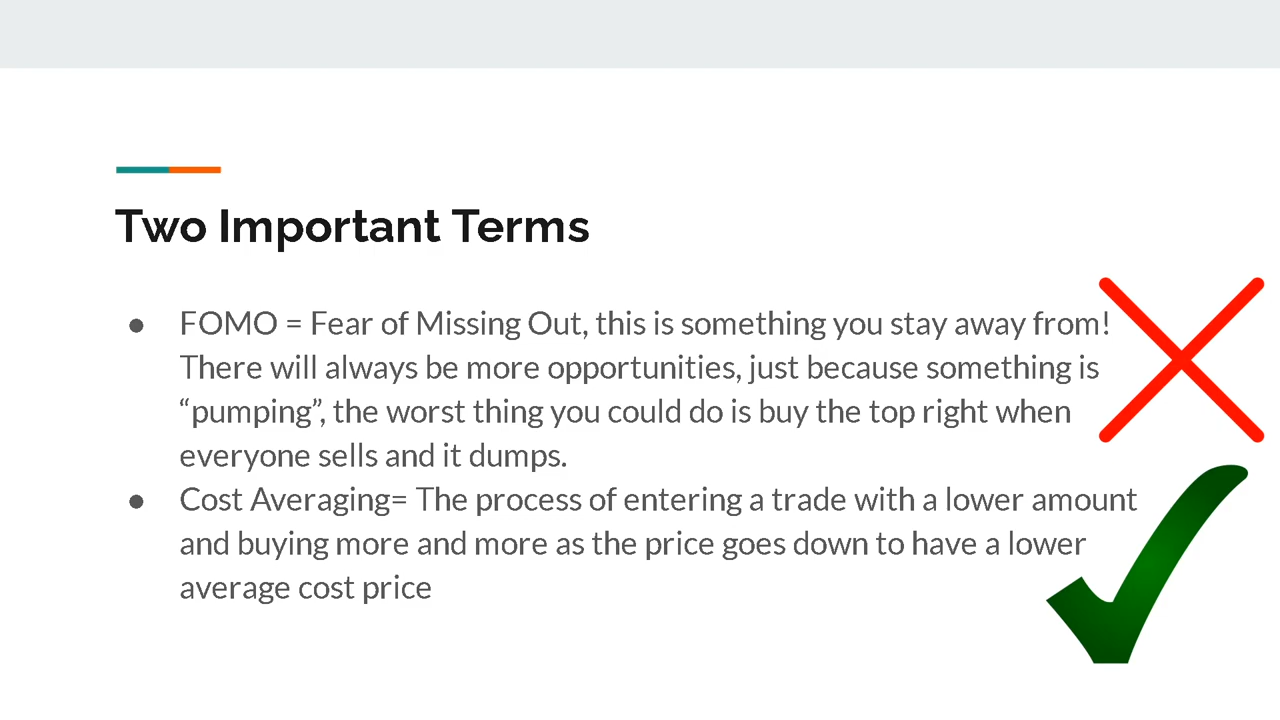 Two Important Terms
● FOMO = Fear of Missing Out, this is something you stay away from!
There will always be more opportunities, just because something is
“pumping”, the worst thing you could do is buy the top right when
everyone sells and it dumps.
● Cost Averaging= The process of entering a trade with a lower amount
and buying more and more as the price goes down to have a lower
average cost price